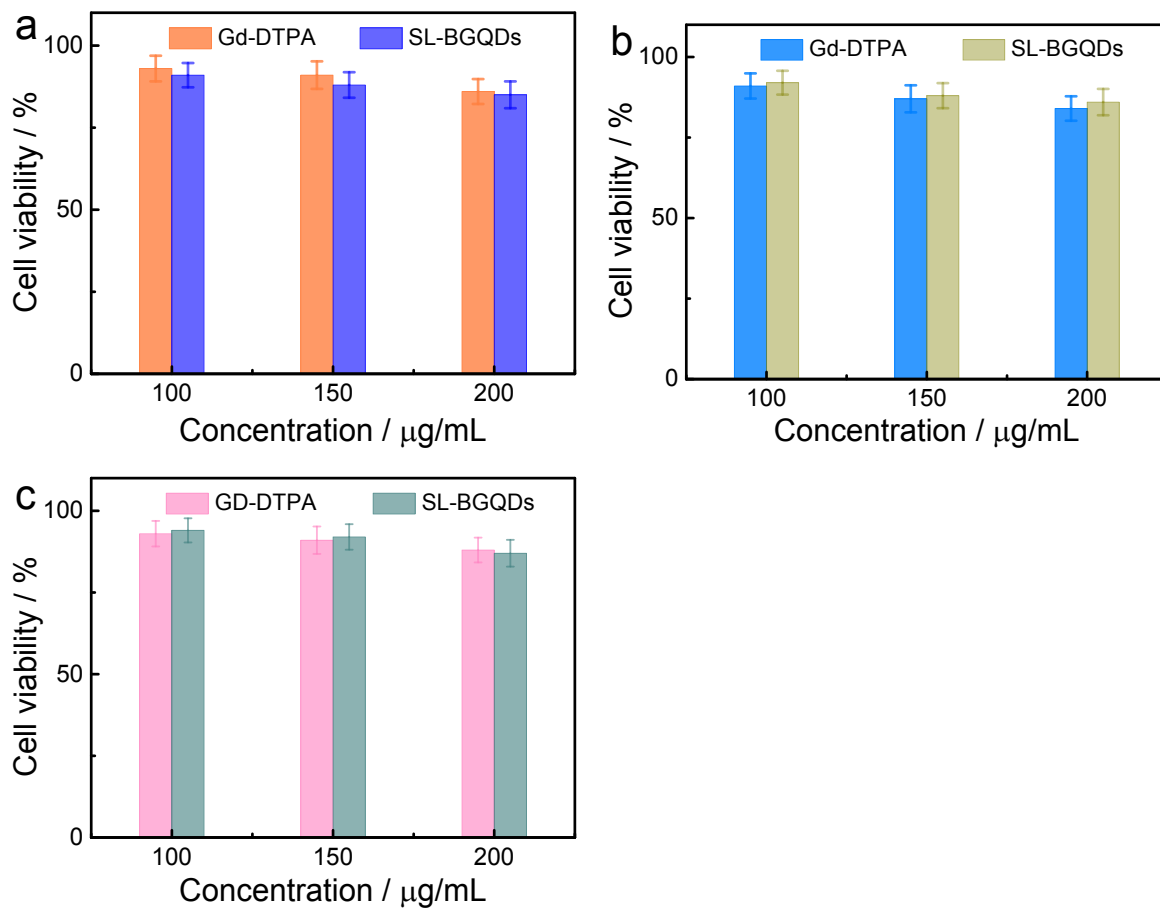 a
Gd-DTPA SL-BGQDs
100
50
0
Cell viability / %
100 150 200
Concentration / μg/mL
b
Gd-DTPA SL-BGQDs
100
50
0
Cell viability / %
100 150 200
Concentration / μg/mL
c
GD-DTPA SL-BGQDs
100
50
0
Cell viability / %
100 150 200
Concentration / μg/mL